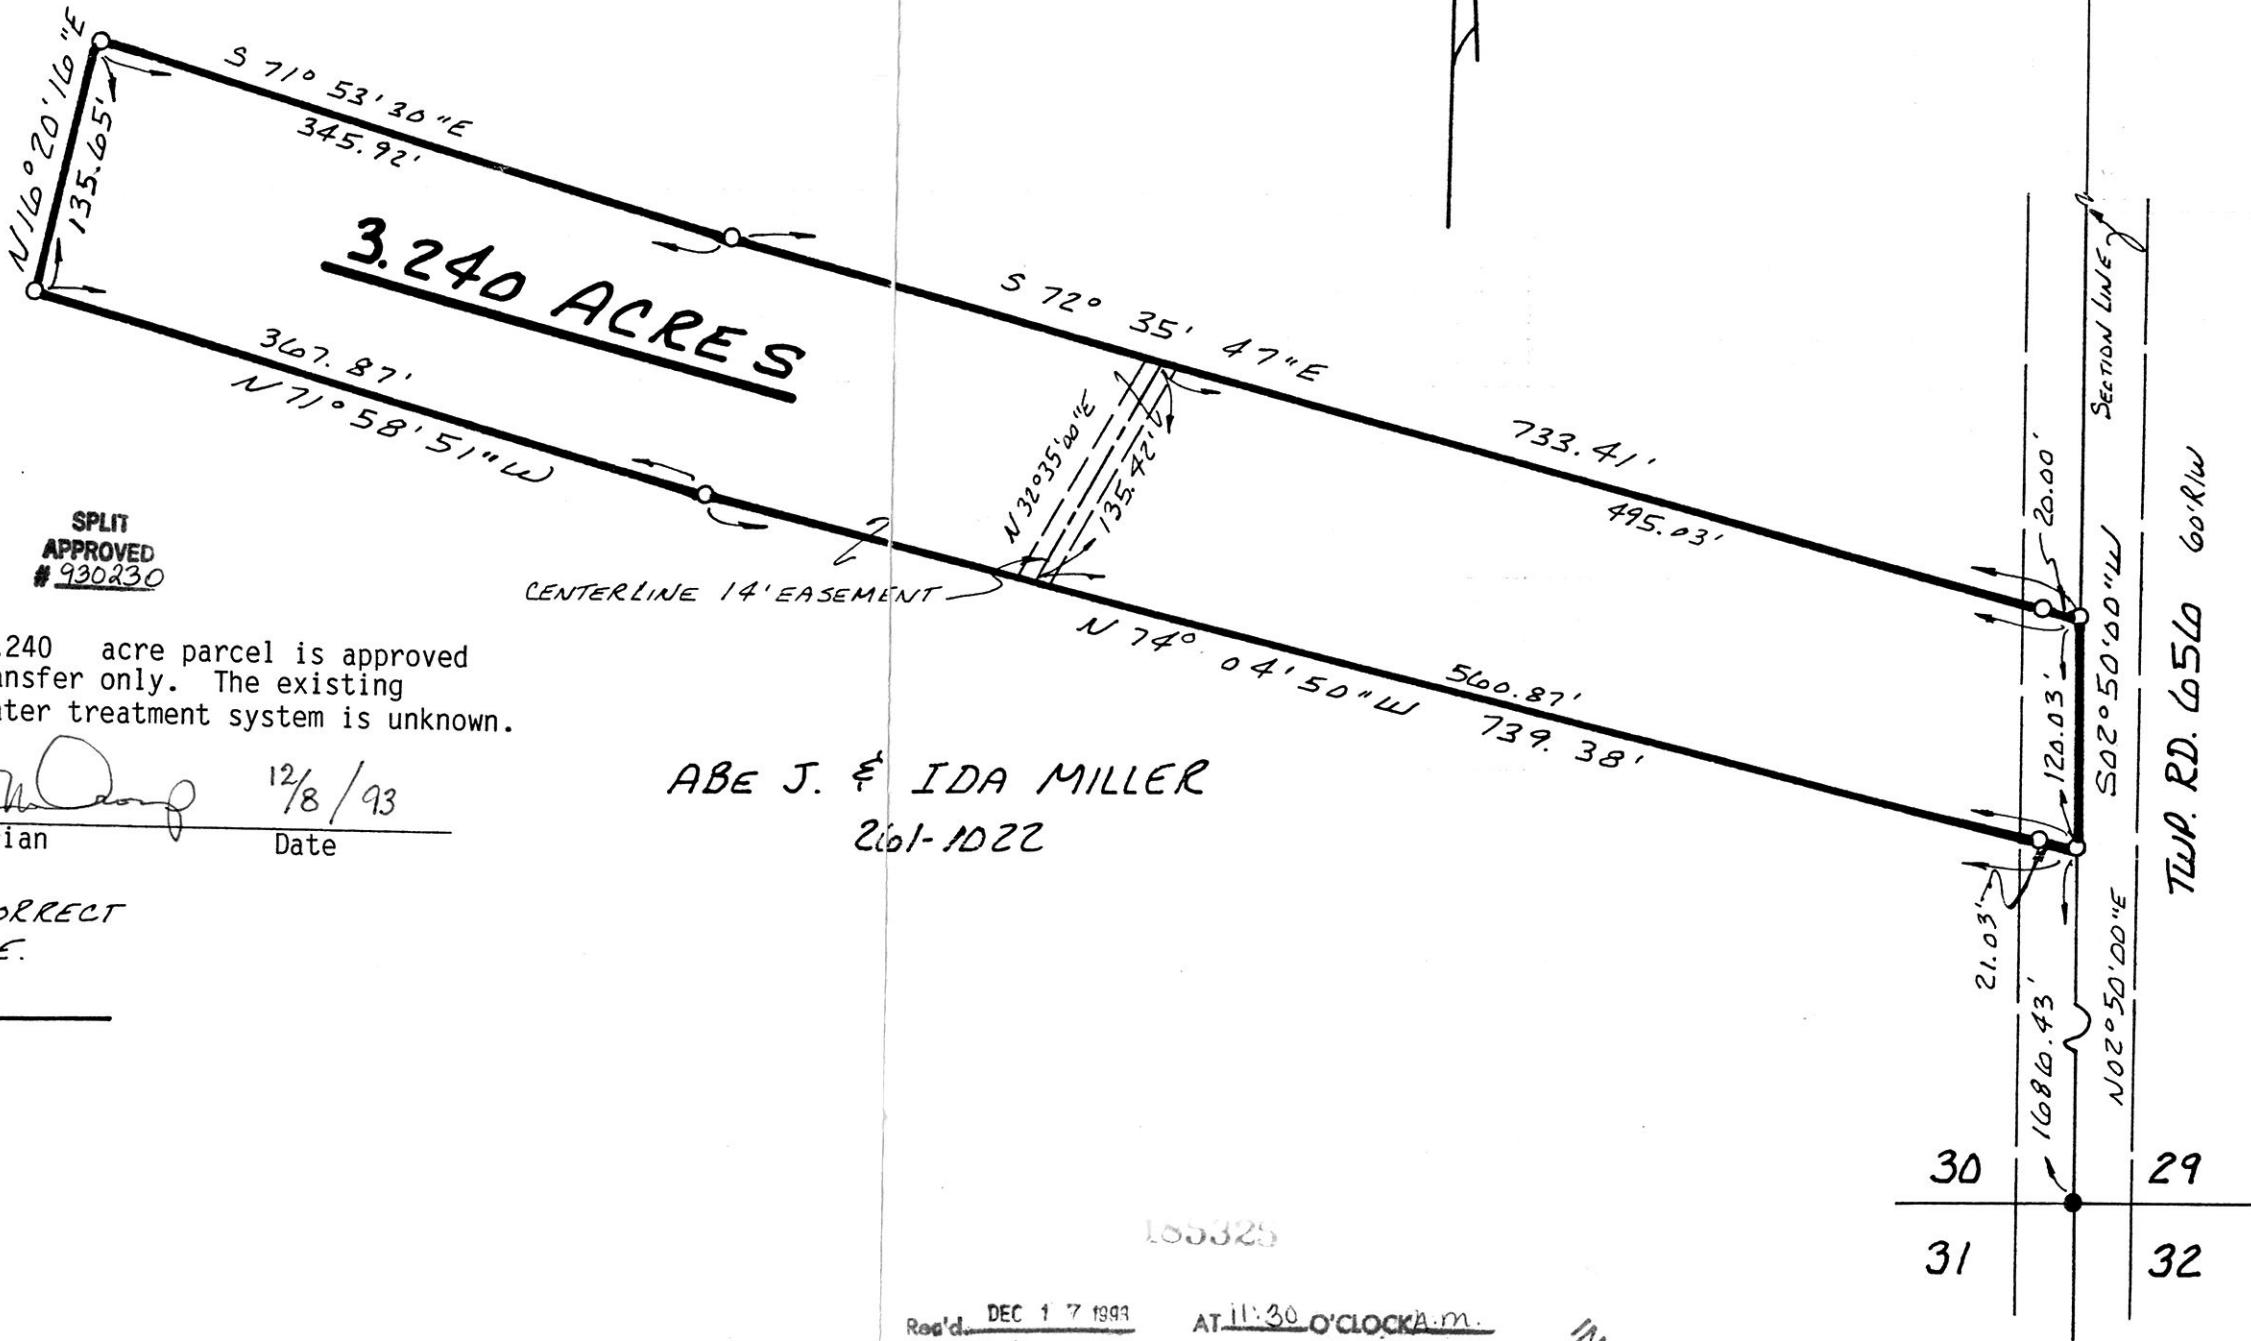 N 16° 20' 16" E
135.65'
S 71° 53' 30" E
345.92'
3.240 ACRES
367.87'
N 71° 58' 51" W
S 72° 35' 47" E
733.41'
495.03'
N 32° 35' 00" E
135.42'
CENTERLINE 14' EASEMENT
N 74° 04' 50" W
560.87'
739.38'
20.00'
120.03'
S 02° 50' 00" W
SECTION LINE
TWP. RD. 656 60' R/W
21.03'
1686.43'
N 02° 50' 00" E
SPLIT
APPROVED
# 930230
.240 acre parcel is approved
ansfer only. The existing
ater treatment system is unknown.
12/8/93
ian Date
ORRECT
E.
ABE J. & IDA MILLER
261-1022
30 29
31 32
185325
Rec'd. DEC 17 1993 AT 11:30 O'CLOCK A.m.